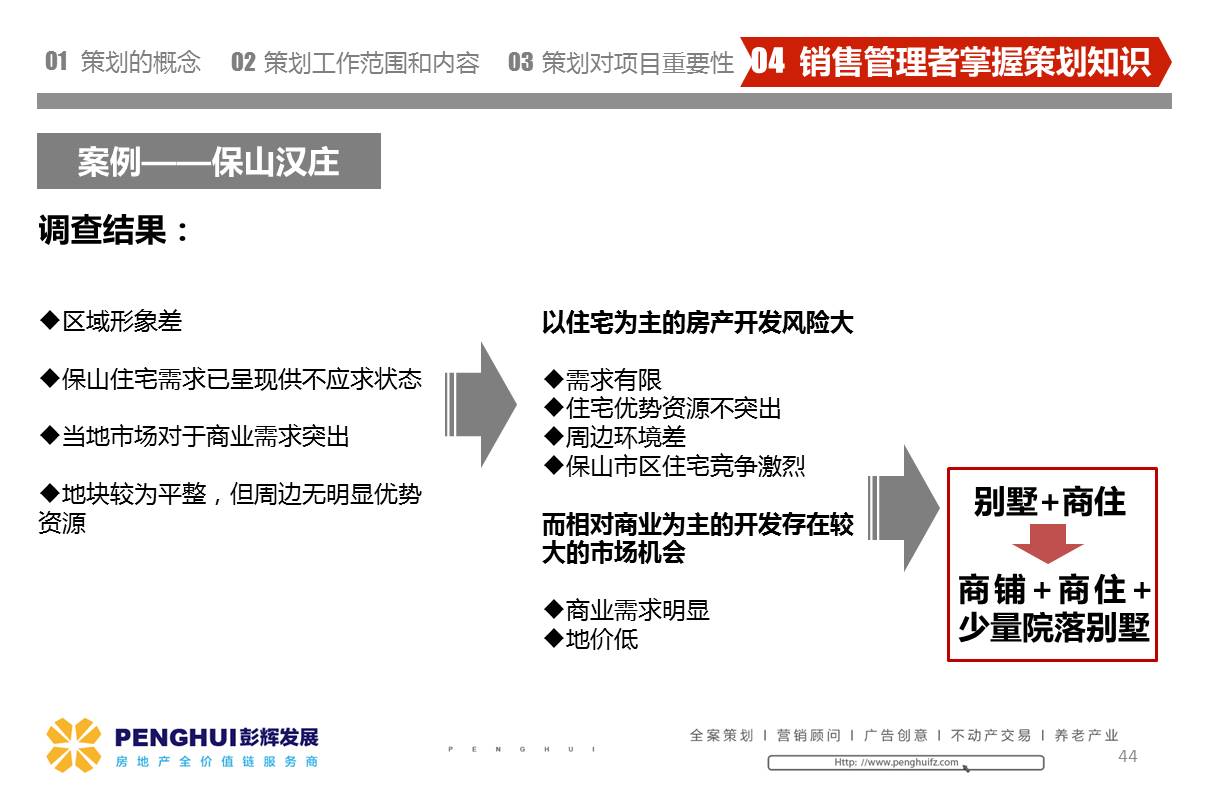 01 策划的概念 02 策划工作范围和内容 03 策划对项目重要性 04 销售管理者掌握策划知识
案例——保山汉庄
调查结果：
◆区域形象差
◆保山住宅需求已呈现供不应求状态
◆当地市场对于商业需求突出
◆地块较为平整，但周边无明显优势
资源
以住宅为主的房产开发风险大
◆需求有限
◆住宅优势资源不突出
◆周边环境差
◆保山市区住宅竞争激烈
而相对商业为主的开发存在较
大的市场机会
◆商业需求明显
◆地价低
别墅+商住
商铺+商住+
少量院落别墅
PENGHUI彭辉发展
房地产全价值链服务商
PENGHUI
全案策划 I 营销顾问 I 广告创意 I 不动产交易 I 养老产业
Http: //www.penghuifz.com
44